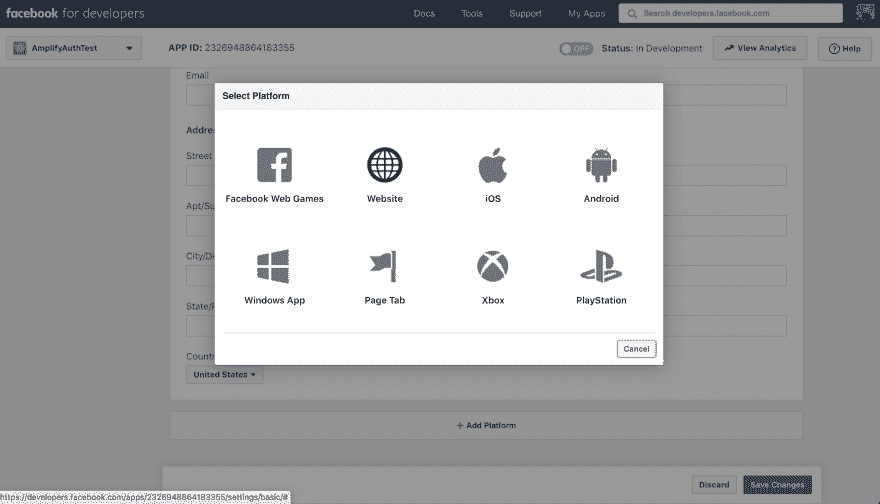 facebook for developers Docs Tools Support My Apps Search developers.facebook.com
AmplifyAuthTest APP ID: 2326948864183355 OFF Status: In Development View Analytics Help
Email
Select Platform
Addre
Street
Facebook Web Games Website iOS Android
Apt/Su
City/Di
Windows App Page Tab Xbox PlayStation
State/
Cancel
Countr
United States
+ Add Platform
Discard Save Changes
https://developers.facebook.com/apps/2326948864183355/settings/basic/#